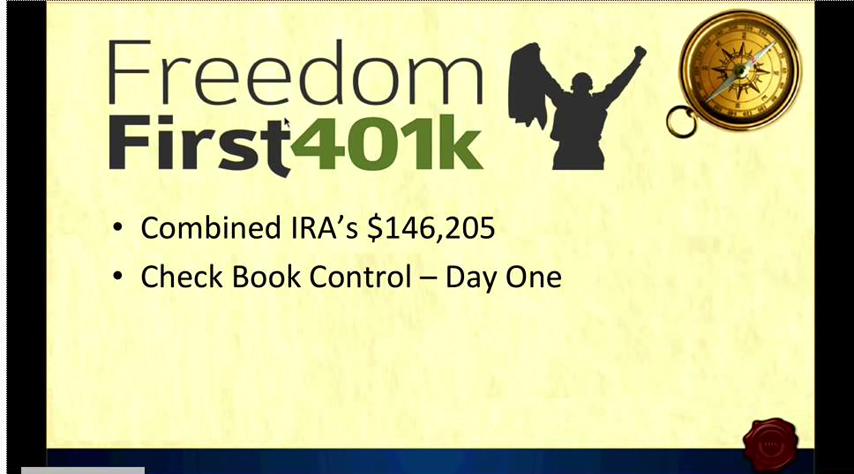 Freedom
First401k
• Combined IRA’s $146,205
• Check Book Control – Day One